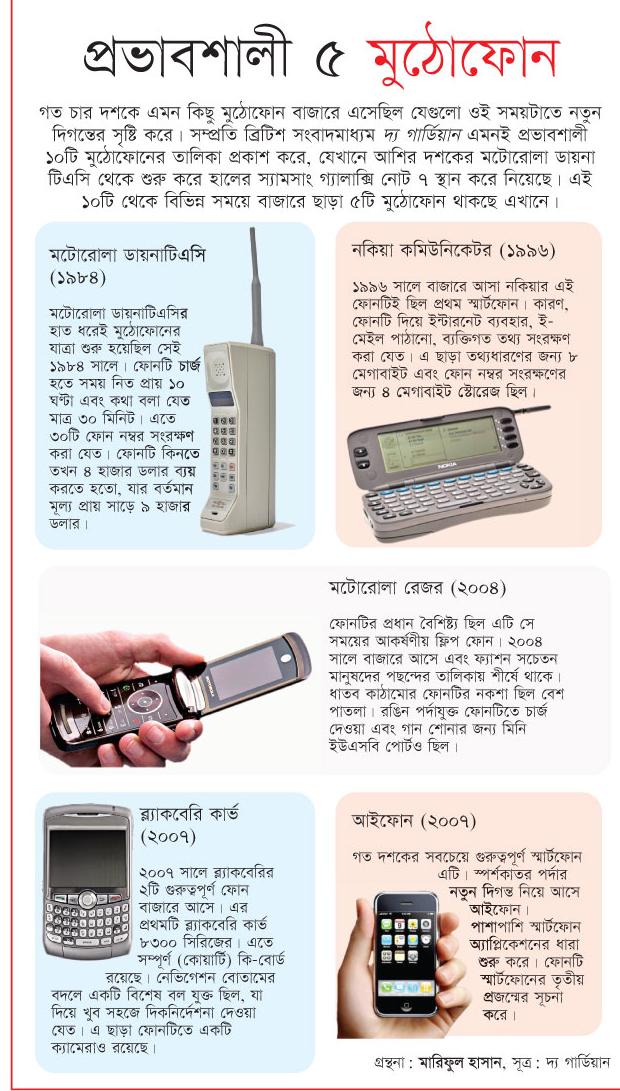 প্রভাবশালী ৫ মুঠোফোন
গত চার দশকে এমন কিছু মুঠোফোন বাজারে এসেছিল যেগুলো ওই সময়টাতে নতুন
দিগন্তের সৃষ্টি করে। সম্প্রতি ব্রিটিশ সংবাদমাধ্যম দ্য গার্ডিয়ান এমনই প্রভাবশালী
১০টি মুঠোফোনের তালিকা প্রকাশ করে, যেখানে আশির দশকের মটোরোলা ডায়না
টিএসি থেকে শুরু করে হালের স্যামসাং গ্যালাক্সি নোট ৭ স্থান করে নিয়েছে। এই
১০টি থেকে বিভিন্ন সময়ে বাজারে ছাড়া ৫টি মুঠোফোন থাকছে এখানে।
মটোরোলা ডায়নাটিএসি
(১৯৮৪)
মটোরোলা ডায়নাটিএসির
হাত ধরেই মুঠোফোনের
যাত্রা শুরু হয়েছিল সেই
১৯৮৪ সালে। ফোনটি চার্জ
হতে সময় নিত প্রায় ১০
ঘণ্টা এবং কথা বলা যেত
মাত্র ৩০ মিনিট। এতে
৩০টি ফোন নম্বর সংরক্ষণ
করা যেত। ফোনটি কিনতে
তখন ৪ হাজার ডলার ব্যয়
করতে হতো, যার বর্তমান
মূল্য প্রায় সাড়ে ৯ হাজার
ডলার।
নকিয়া কমিউনিকেটর (১৯৯৬)
১৯৯৬ সালে বাজারে আসা নকিয়ার এই
ফোনটিই ছিল প্রথম স্মার্টফোন। কারণ,
ফোনটি দিয়ে ইন্টারনেট ব্যবহার, ই-
মেইল পাঠানো, ব্যক্তিগত তথ্য সংরক্ষণ
করা যেত। এ ছাড়া তথ্যধারণের জন্য ৮
মেগাবাইট এবং ফোন নম্বর সংরক্ষণের
জন্য ৪ মেগাবাইট স্টোরেজ ছিল।
NOKIA
মটোরোলা রেজর (২০০৪)
ফোনটির প্রধান বৈশিষ্ট্য ছিল এটি সে
সময়ের আকর্ষণীয় ফ্লিপ ফোন। ২০০৪
সালে বাজারে আসে এবং ফ্যাশন সচেতন
মানুষদের পছন্দের তালিকায় শীর্ষে থাকে।
ধাতব কাঠামোর ফোনটির নকশা ছিল বেশ
পাতলা। রঙিন পর্দাযুক্ত ফোনটিতে চার্জ
দেওয়া এবং গান শোনার জন্য মিনি
ইউএসবি পোর্টও ছিল।
ব্ল্যাকবেরি কার্ভ
(২০০৭)
২০০৭ সালে ব্ল্যাকবেরির
২টি গুরুত্বপূর্ণ ফোন
বাজারে আসে। এর
প্রথমটি ব্ল্যাকবেরি কার্ভ
৮৩০০ সিরিজের। এতে
সম্পূর্ণ (কোয়ার্টি) কি-বোর্ড
রয়েছে। নেভিগেশন বোতামের
বদলে একটি বিশেষ বল যুক্ত ছিল, যা
দিয়ে খুব সহজে দিকনির্দেশনা দেওয়া
যেত। এ ছাড়া ফোনটিতে একটি
ক্যামেরাও রয়েছে।
আইফোন (২০০৭)
গত দশকের সবচেয়ে গুরুত্বপূর্ণ স্মার্টফোন
এটি। স্পর্শকাতর পর্দার
নতুন দিগন্ত নিয়ে আসে
আইফোন।
পাশাপাশি স্মার্টফোন
অ্যাপ্লিকেশনের ধারা
শুরু করে। ফোনটি
স্মার্টফোনের তৃতীয়
প্রজন্মের সূচনা
করে।
গ্রন্থনা : মারিফুল হাসান, সূত্র : দ্য গার্ডিয়ান